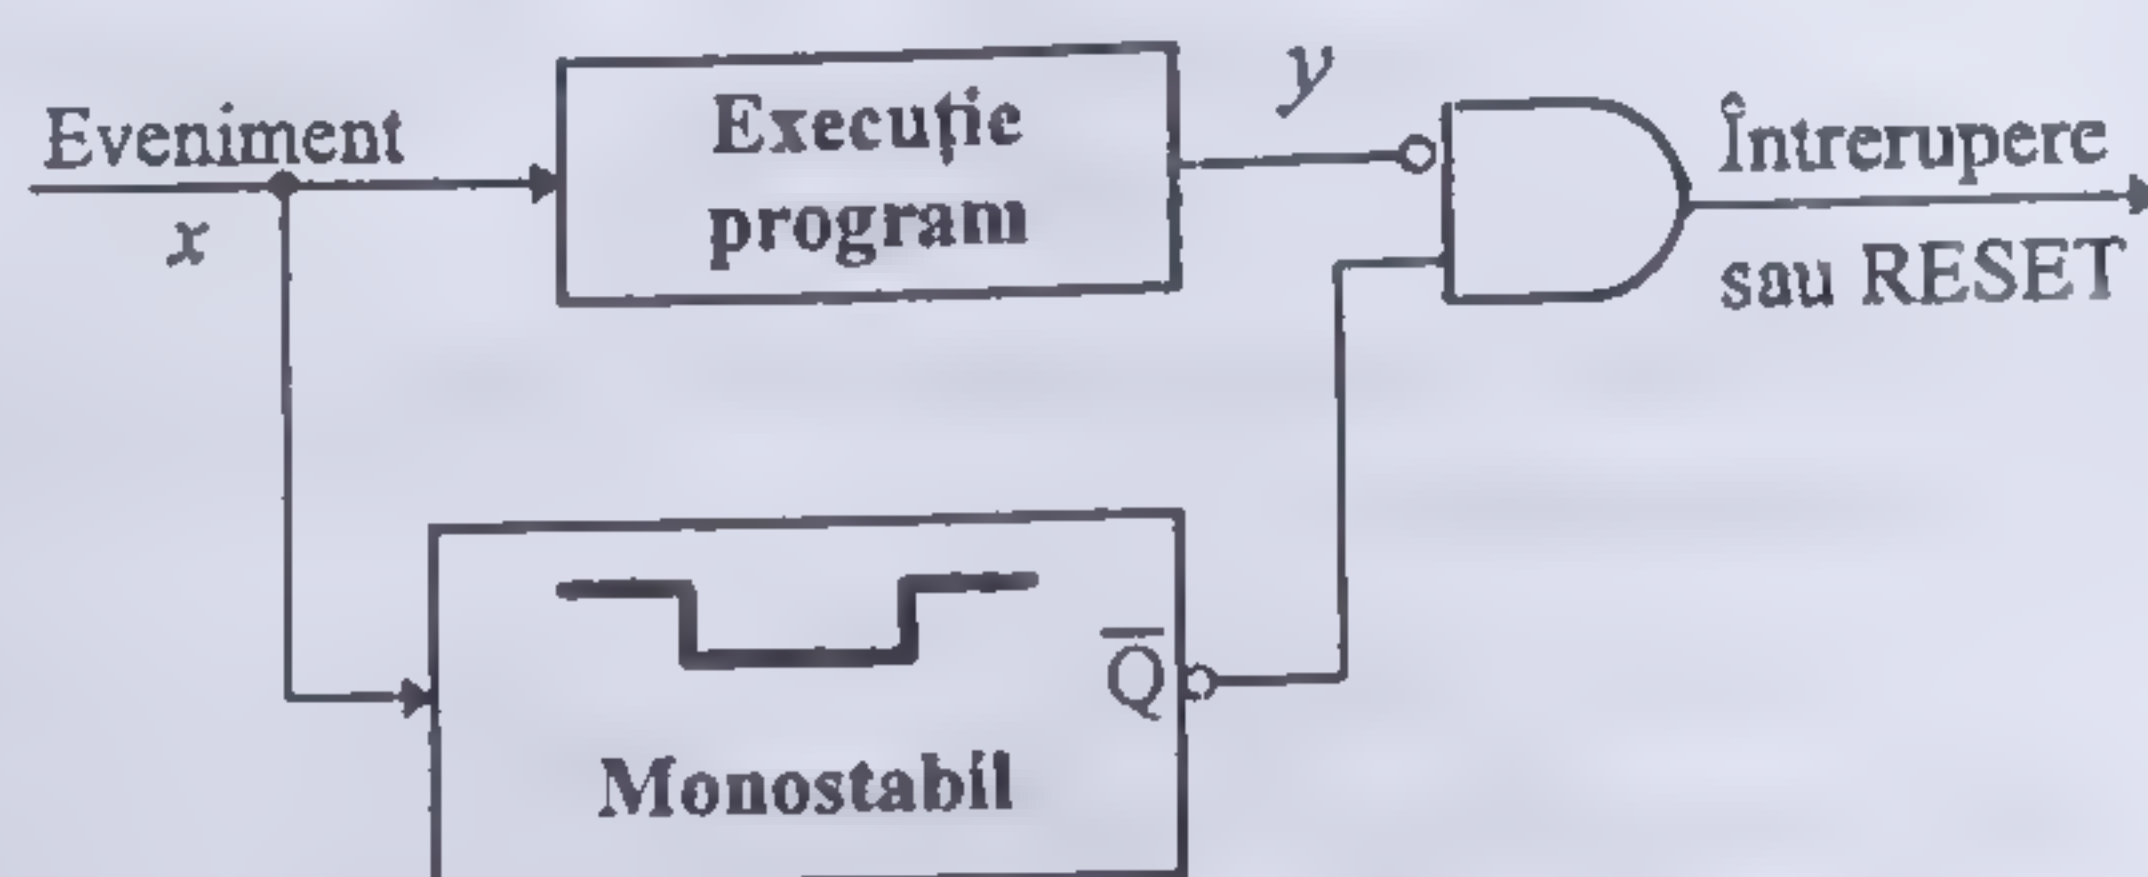 Eveniment
x
Execuție
program
y
Întrerupere
sau RESET
Q̅
Monostabil